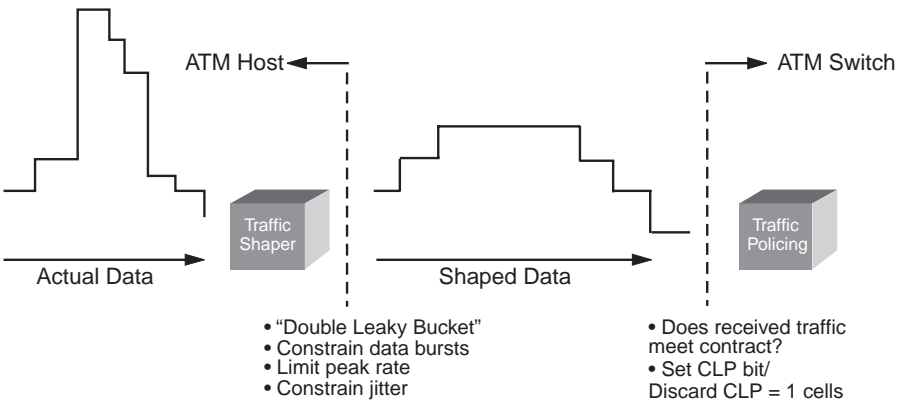 ATM Host
ATM Switch
Traffic
Shaper
Traffic
Policing
Actual Data
Shaped Data
• “Double Leaky Bucket”
• Constrain data bursts
• Limit peak rate
• Constrain jitter
• Does received traffic
meet contract?
• Set CLP bit/
Discard CLP = 1 cells